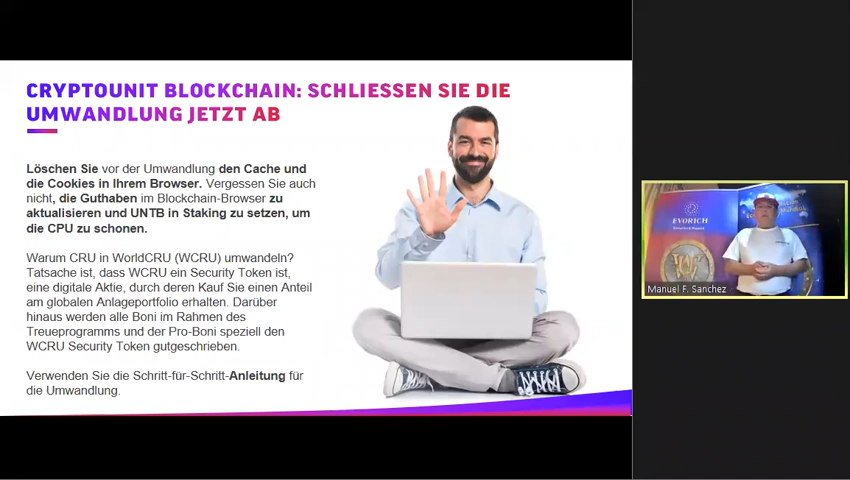 CRYPTOUNIT BLOCKCHAIN: SCHLIESSEN SIE DIE
UMWANDLUNG JETZT AB
Löschen Sie vor der Umwandlung den Cache und
die Cookies in Ihrem Browser. Vergessen Sie auch
nicht, die Guthaben im Blockchain-Browser zu
aktualisieren und UNTB in Staking zu setzen, um
die CPU zu schonen.
Warum CRU in WorldCRU (WCRU) umwandeln?
Tatsache ist, dass WCRU ein Security Token ist,
eine digitale Aktie, durch deren Kauf Sie einen Anteil
am globalen Anlageportfolio erhalten. Darüber
hinaus werden alle Boni im Rahmen des
Treueprogramms und der Pro-Boni speziell den
WCRU Security Token gutgeschrieben.
Verwenden Sie die Schritt-für-Schritt-Anleitung für
die Umwandlung.
EVORICH
Manuel F. Sanchez